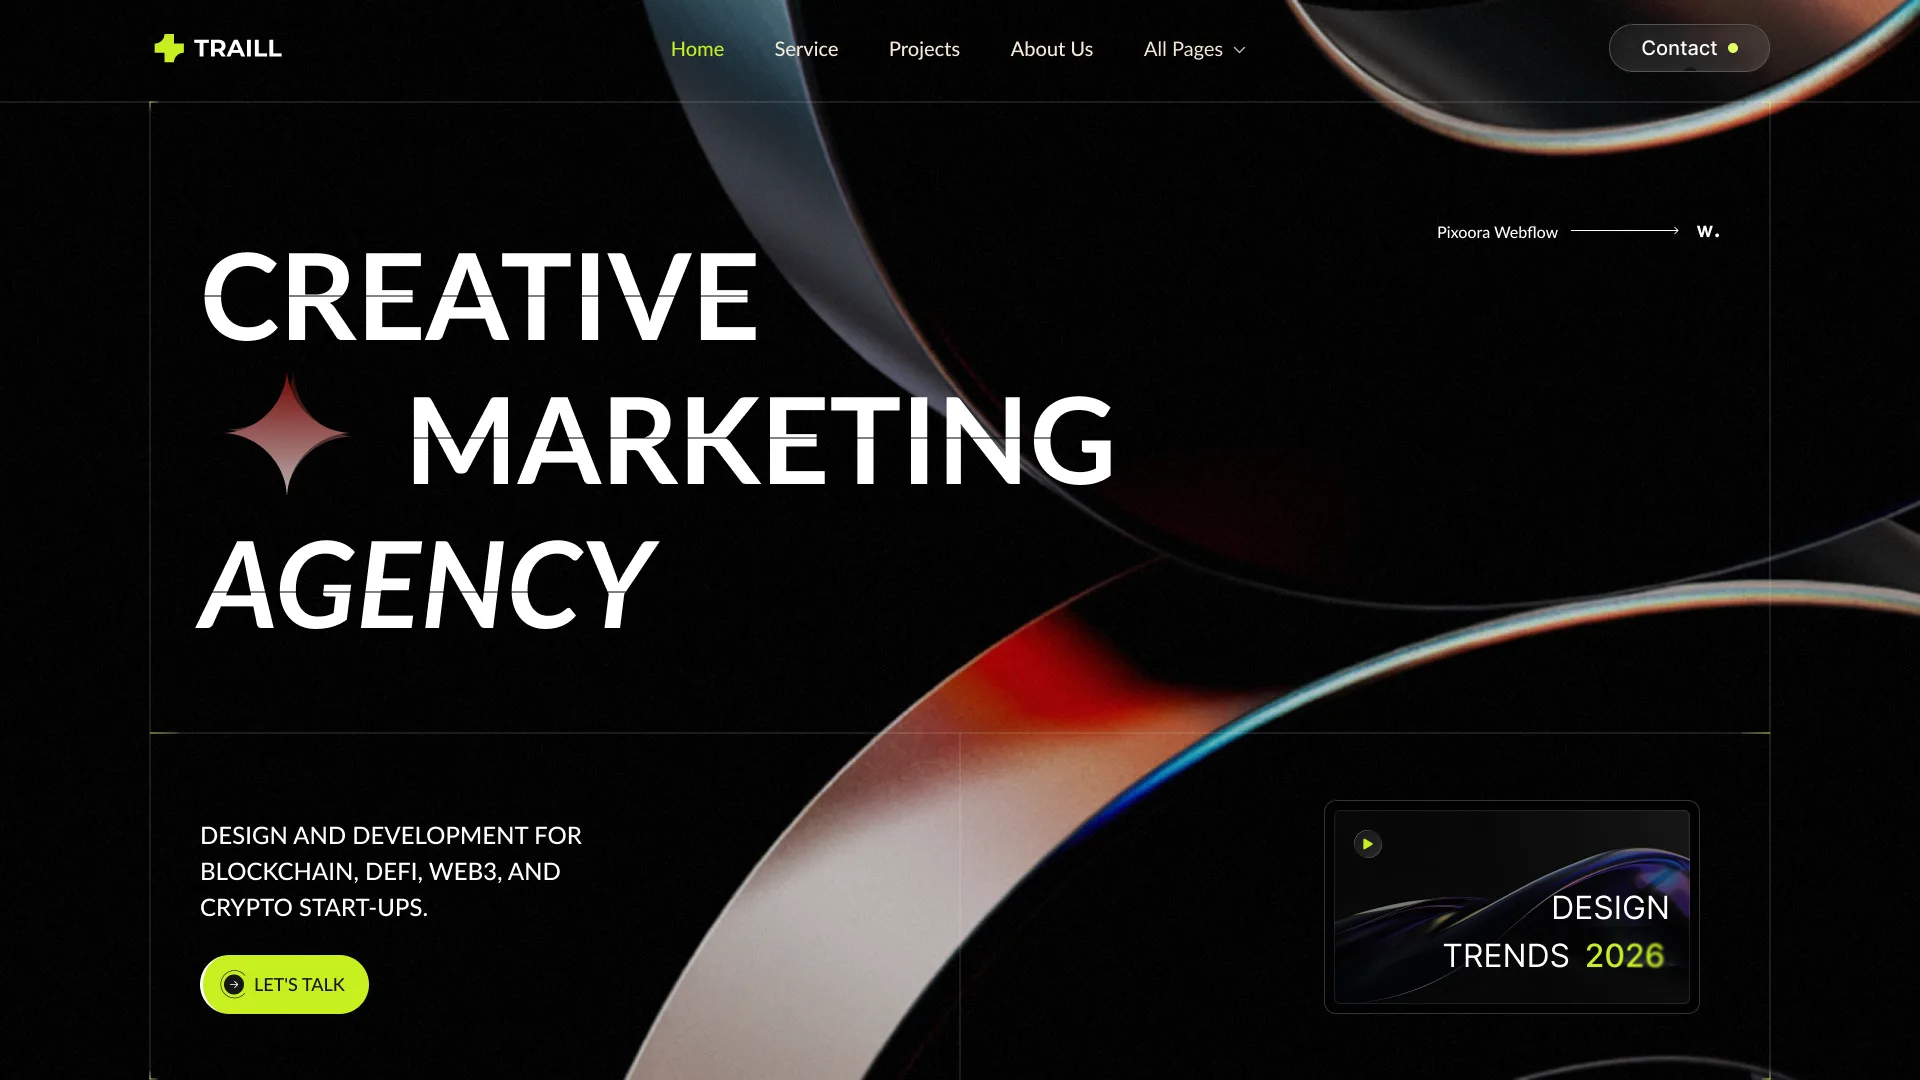 TRAILL
Home
Service
Projects
About Us
All Pages
Contact
Pixoora Webflow
W.
CREATIVE
MARKETING
AGENCY
DESIGN AND DEVELOPMENT FOR
BLOCKCHAIN, DEFI, WEB3, AND
CRYPTO START-UPS.
LET'S TALK
DESIGN
TRENDS 2026